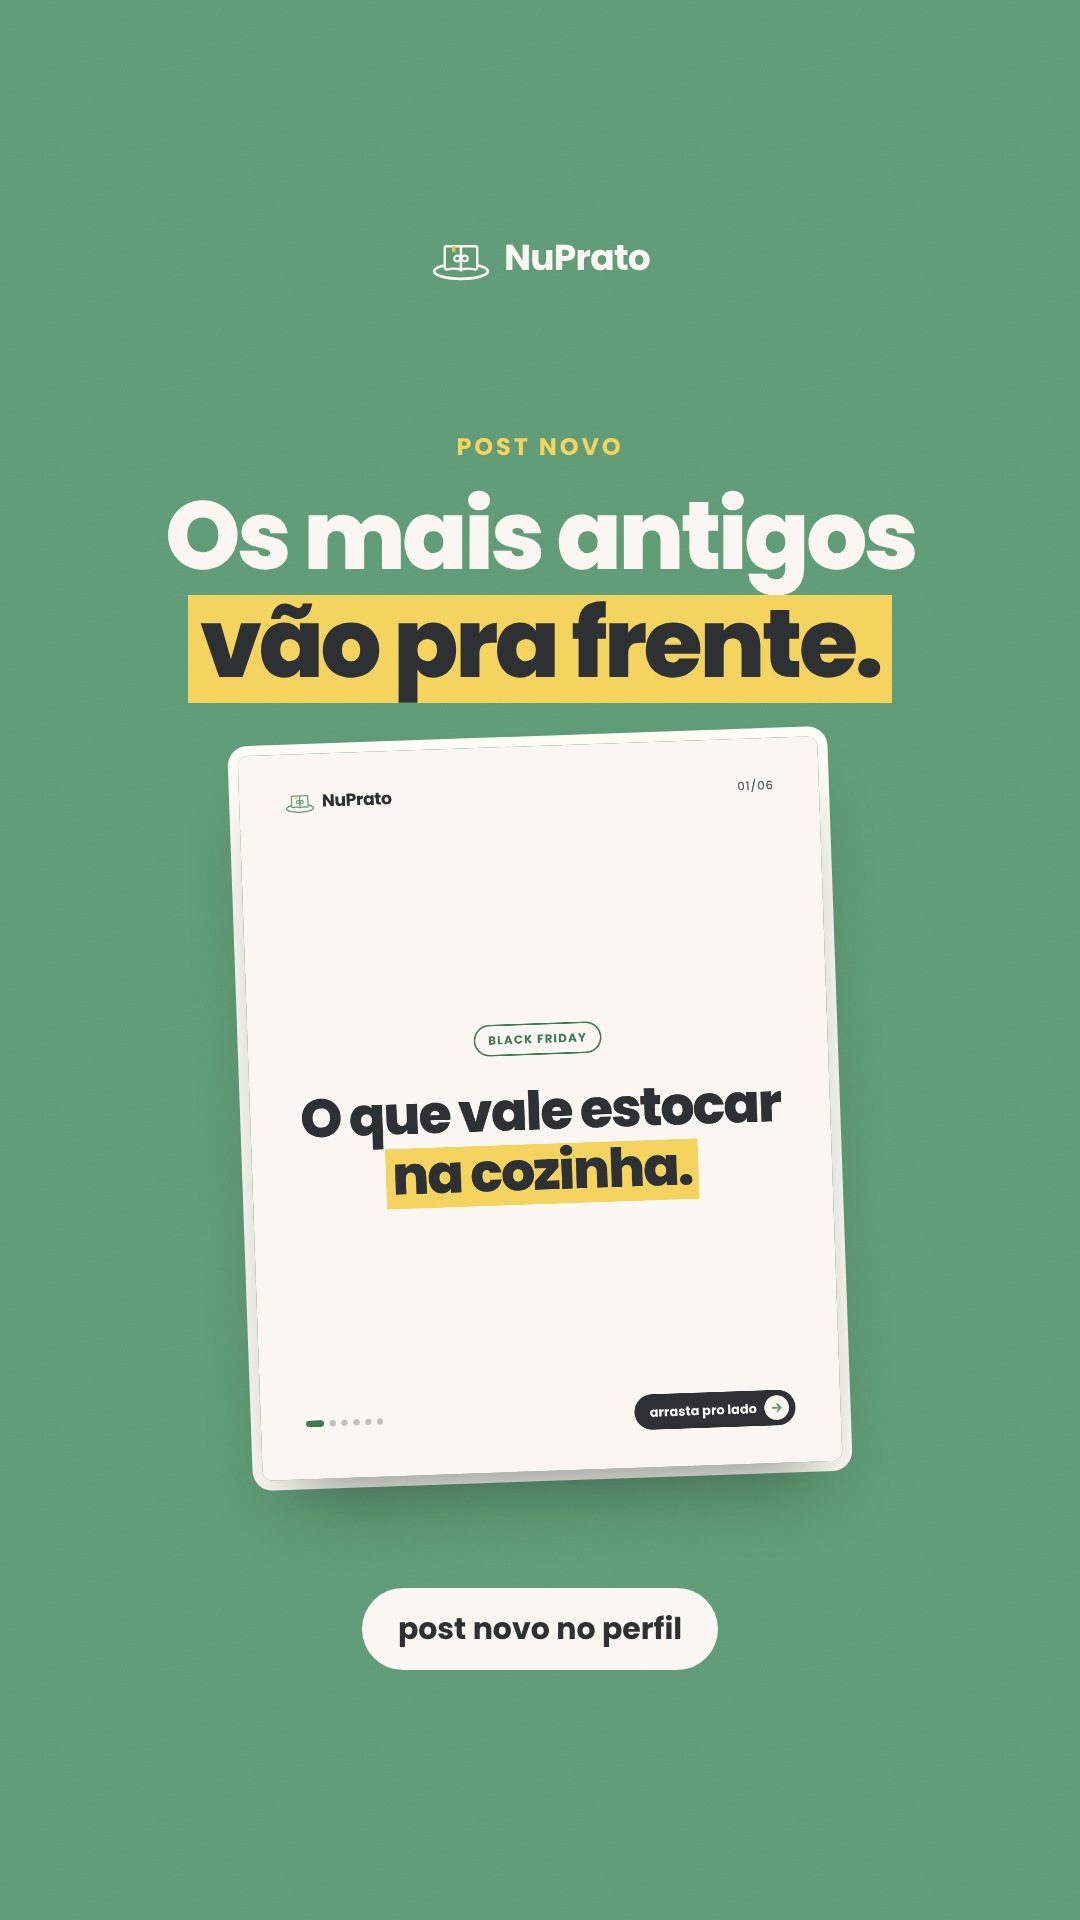 NuPrato
POST NOVO
Os mais antigos
vão pra frente.
NuPrato
01/06
BLACK FRIDAY
O que vale estocar
na cozinha.
arrasta pro lado
post novo no perfil